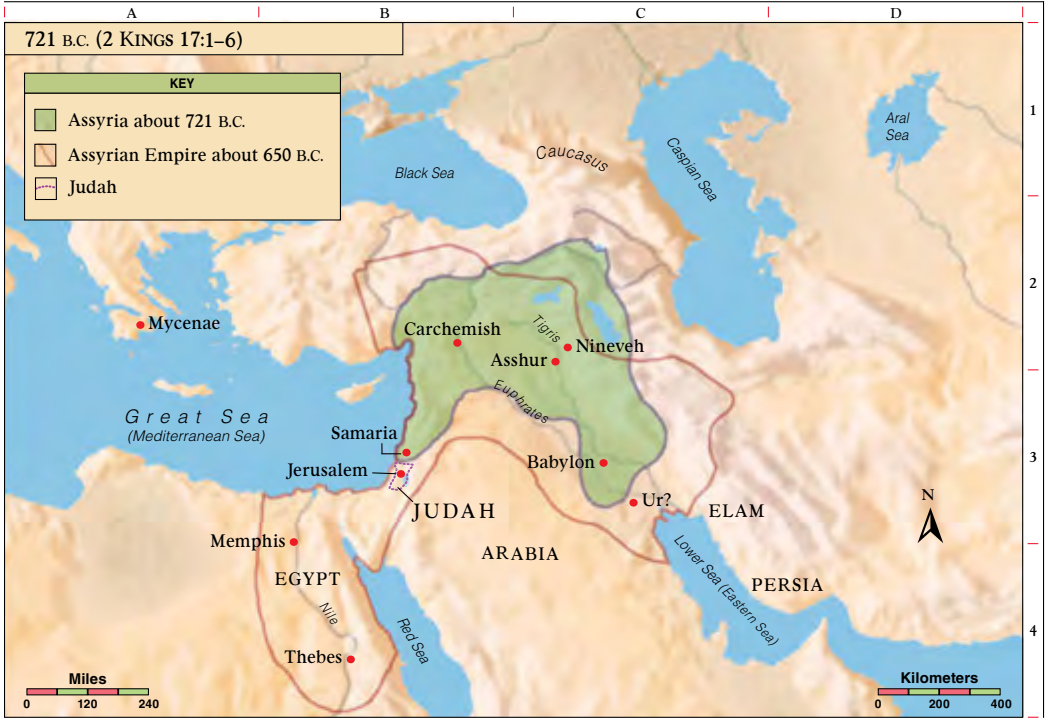 A B C D
721 B.C. (2 KINGS 17:1–6)
KEY
Assyria about 721 B.C.
Assyrian Empire about 650 B.C.
Judah
1
Aral
Sea
Caucasus
Caspian Sea
Black Sea
2
Mycenae
Carchemish
Tigris
Nineveh
Asshur
Euphrates
Great Sea
(Mediterranean Sea)
Samaria
3
Jerusalem
Babylon
Ur?
JUDAH
ELAM
N
Memphis
ARABIA
Lower Sea (Eastern Sea)
EGYPT
PERSIA
Nile
Red Sea
4
Thebes
Miles
0 120 240
Kilometers
0 200 400